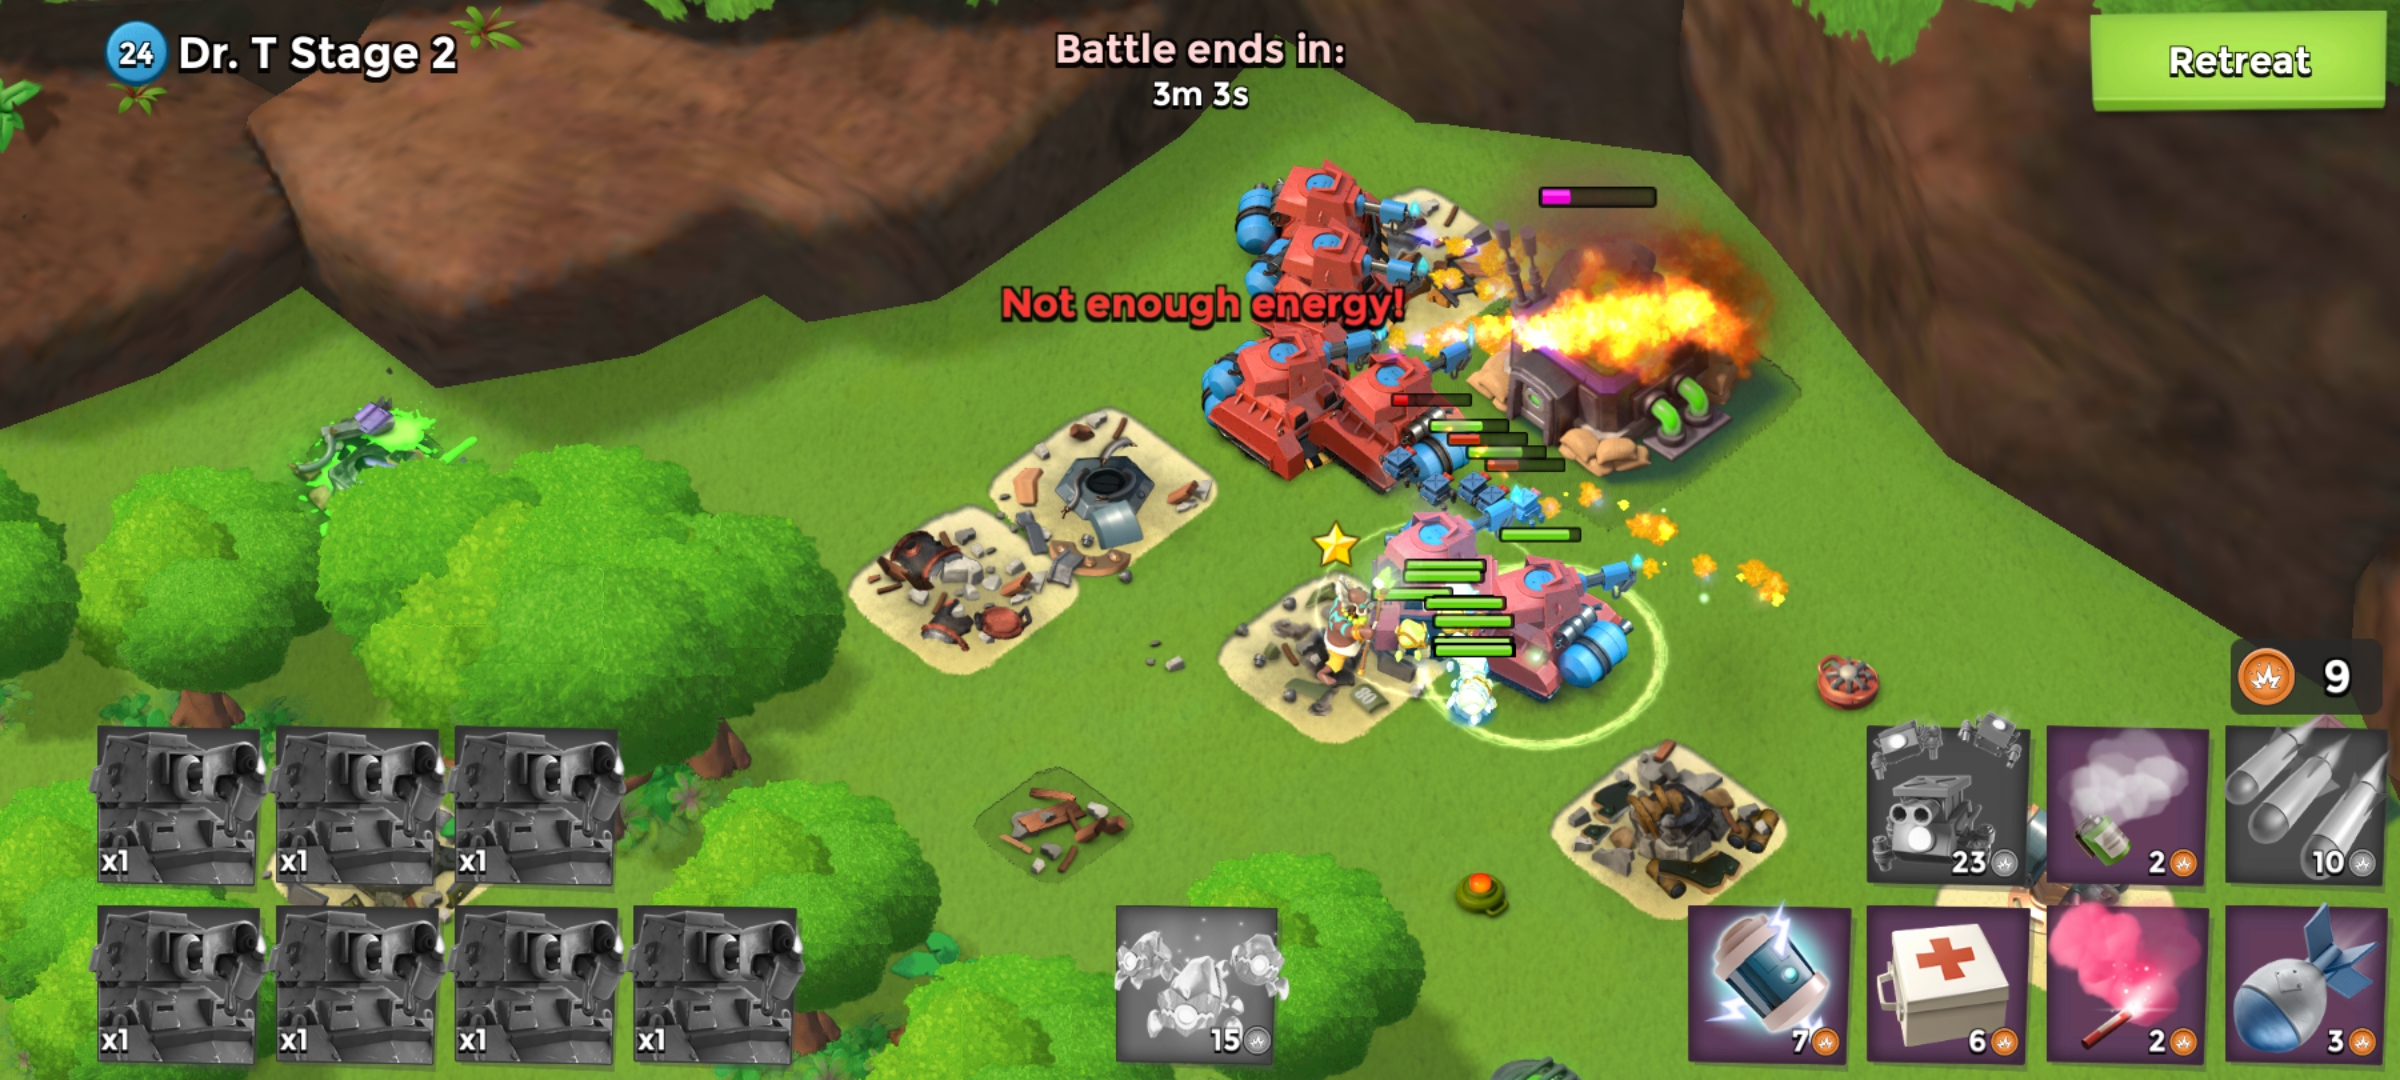 24 Dr. T Stage 2
Battle ends in:
3m 3s
Retreat
Not enough energy!
9
x1 x1 x1
23 2 10
x1 x1 x1 x1
15
7 6 2 3